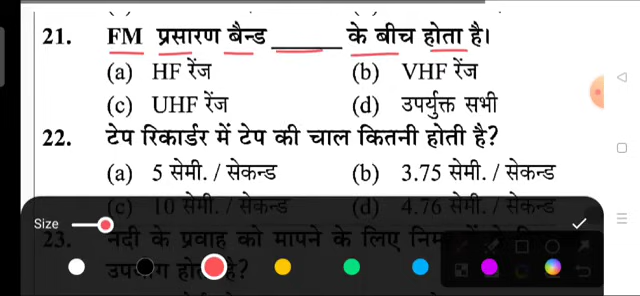 21. FM प्रसारण बैन्ड ______ के बीच होता है।
(a) HF रेंज (b) VHF रेंज
(c) UHF रेंज (d) उपर्युक्त सभी
22. टेप रिकार्डर में टेप की चाल कितनी होती है?
(a) 5 सेमी. / सेकन्ड (b) 3.75 सेमी. / सेकन्ड
Size
(c) 10 सेमी. / सेकन्ड (d) 4.76 सेमी. / सेकन्ड
23. नदी के प्रवाह को मापने के लिए
है?